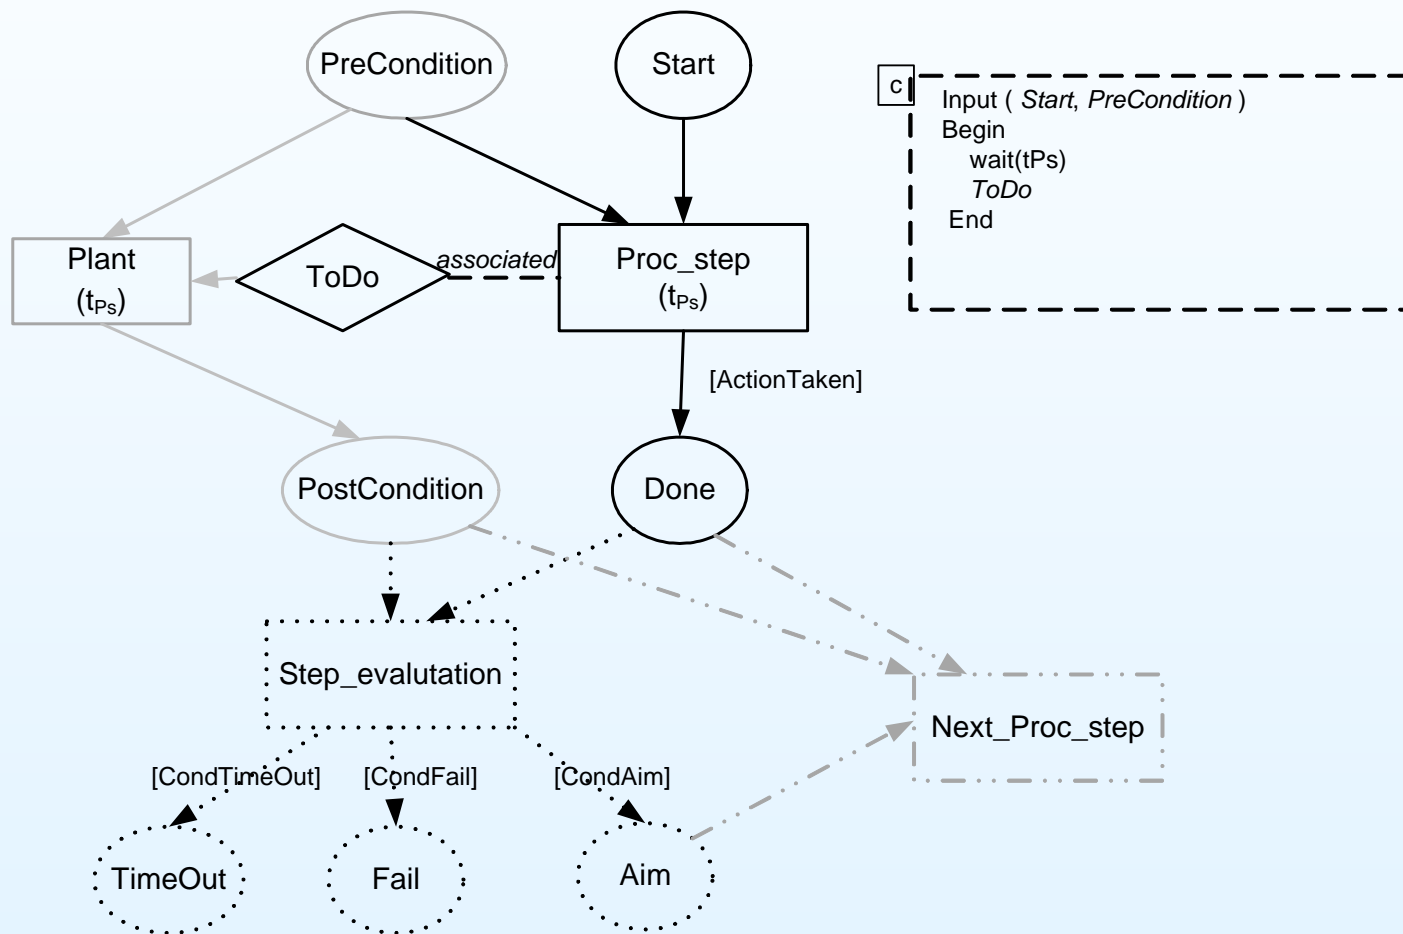 PreCondition
Start
c
Input ( Start, PreCondition )
Begin
wait(tPs)
ToDo
End
Plant
(tPs)
ToDo
associated
Proc_step
(tPs)
[ActionTaken]
PostCondition
Done
Step_evalutation
Next_Proc_step
[CondTimeOut]
[CondFail]
[CondAim]
TimeOut
Fail
Aim